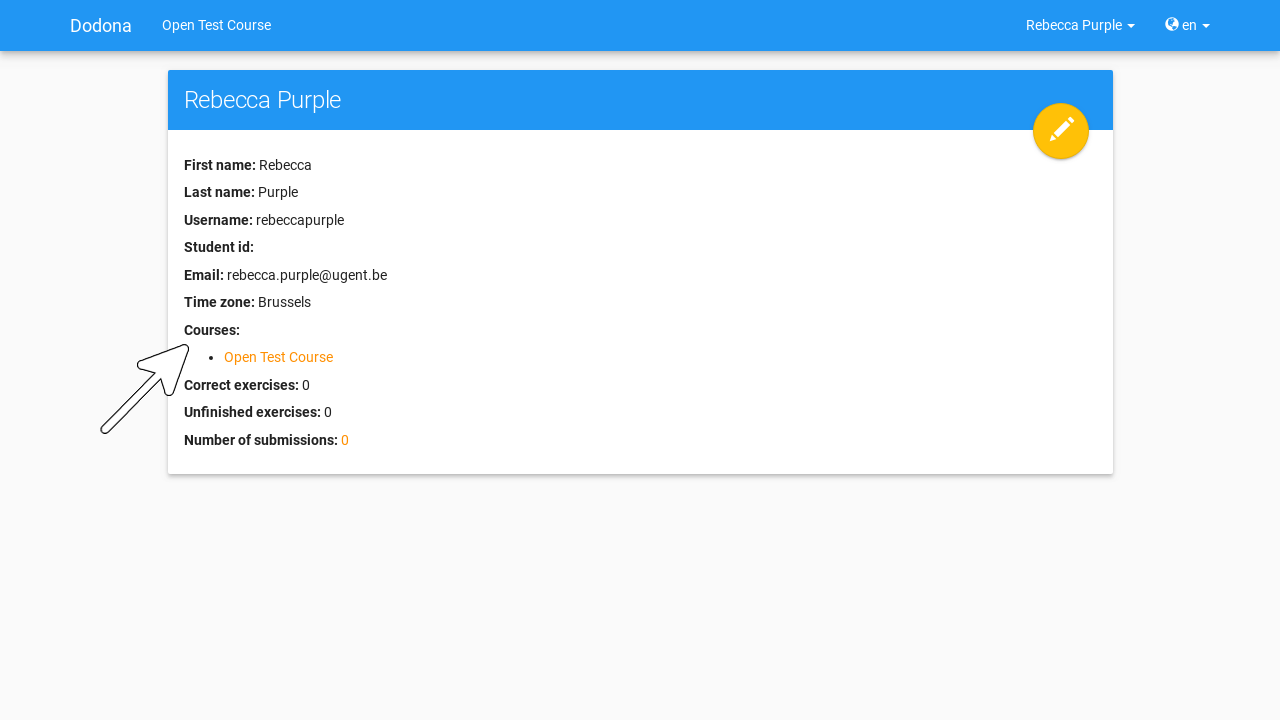 Dodona Open Test Course Rebecca Purple en
Rebecca Purple
First name: Rebecca
Last name: Purple
Username: rebeccapurple
Student id:
Email: rebecca.purple@ugent.be
Time zone: Brussels
Courses:
• Open Test Course
Correct exercises: 0
Unfinished exercises: 0
Number of submissions: 0